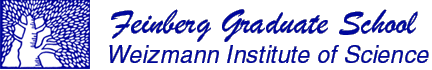 Feinberg Graduate School
Weizmann Institute of Science